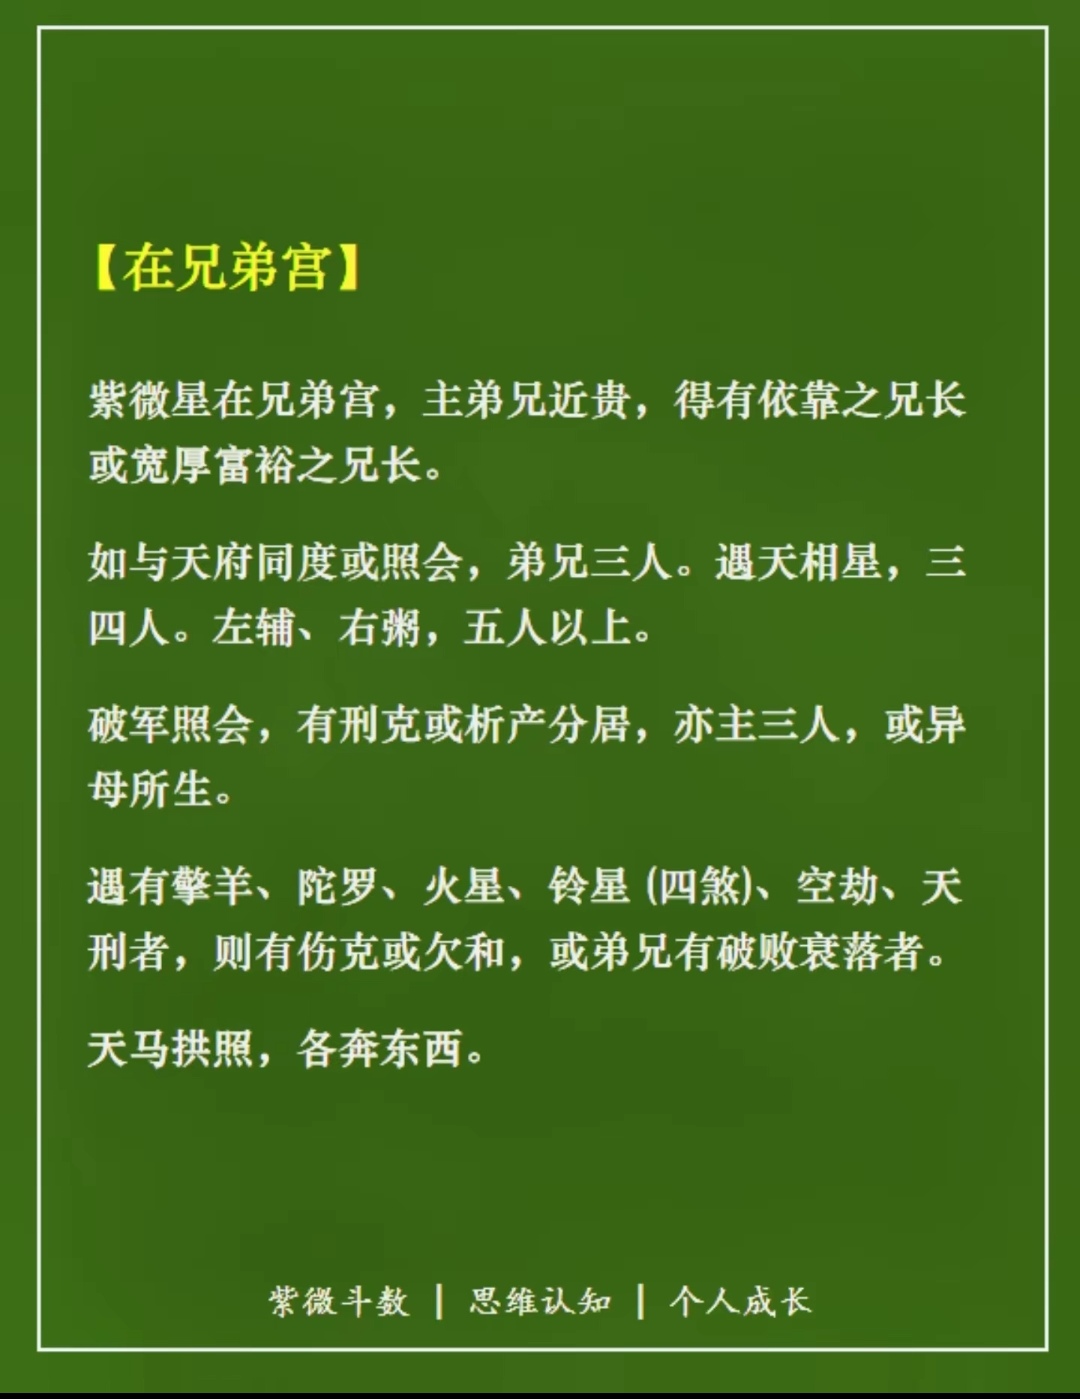 【在兄弟宫】
紫微星在兄弟宫，主弟兄近贵，得有依靠之兄长
或宽厚富裕之兄长。
如与天府同度或照会，弟兄三人。遇天相星，三
四人。左辅、右粥，五人以上。
破军照会，有刑克或析产分居，亦主三人，或异
母所生。
遇有擎羊、陀罗、火星、铃星 (四煞)、空劫、天
刑者，则有伤克或欠和，或弟兄有破败衰落者。
天马拱照，各奔东西。
紫微斗数 | 思维认知 | 个人成长